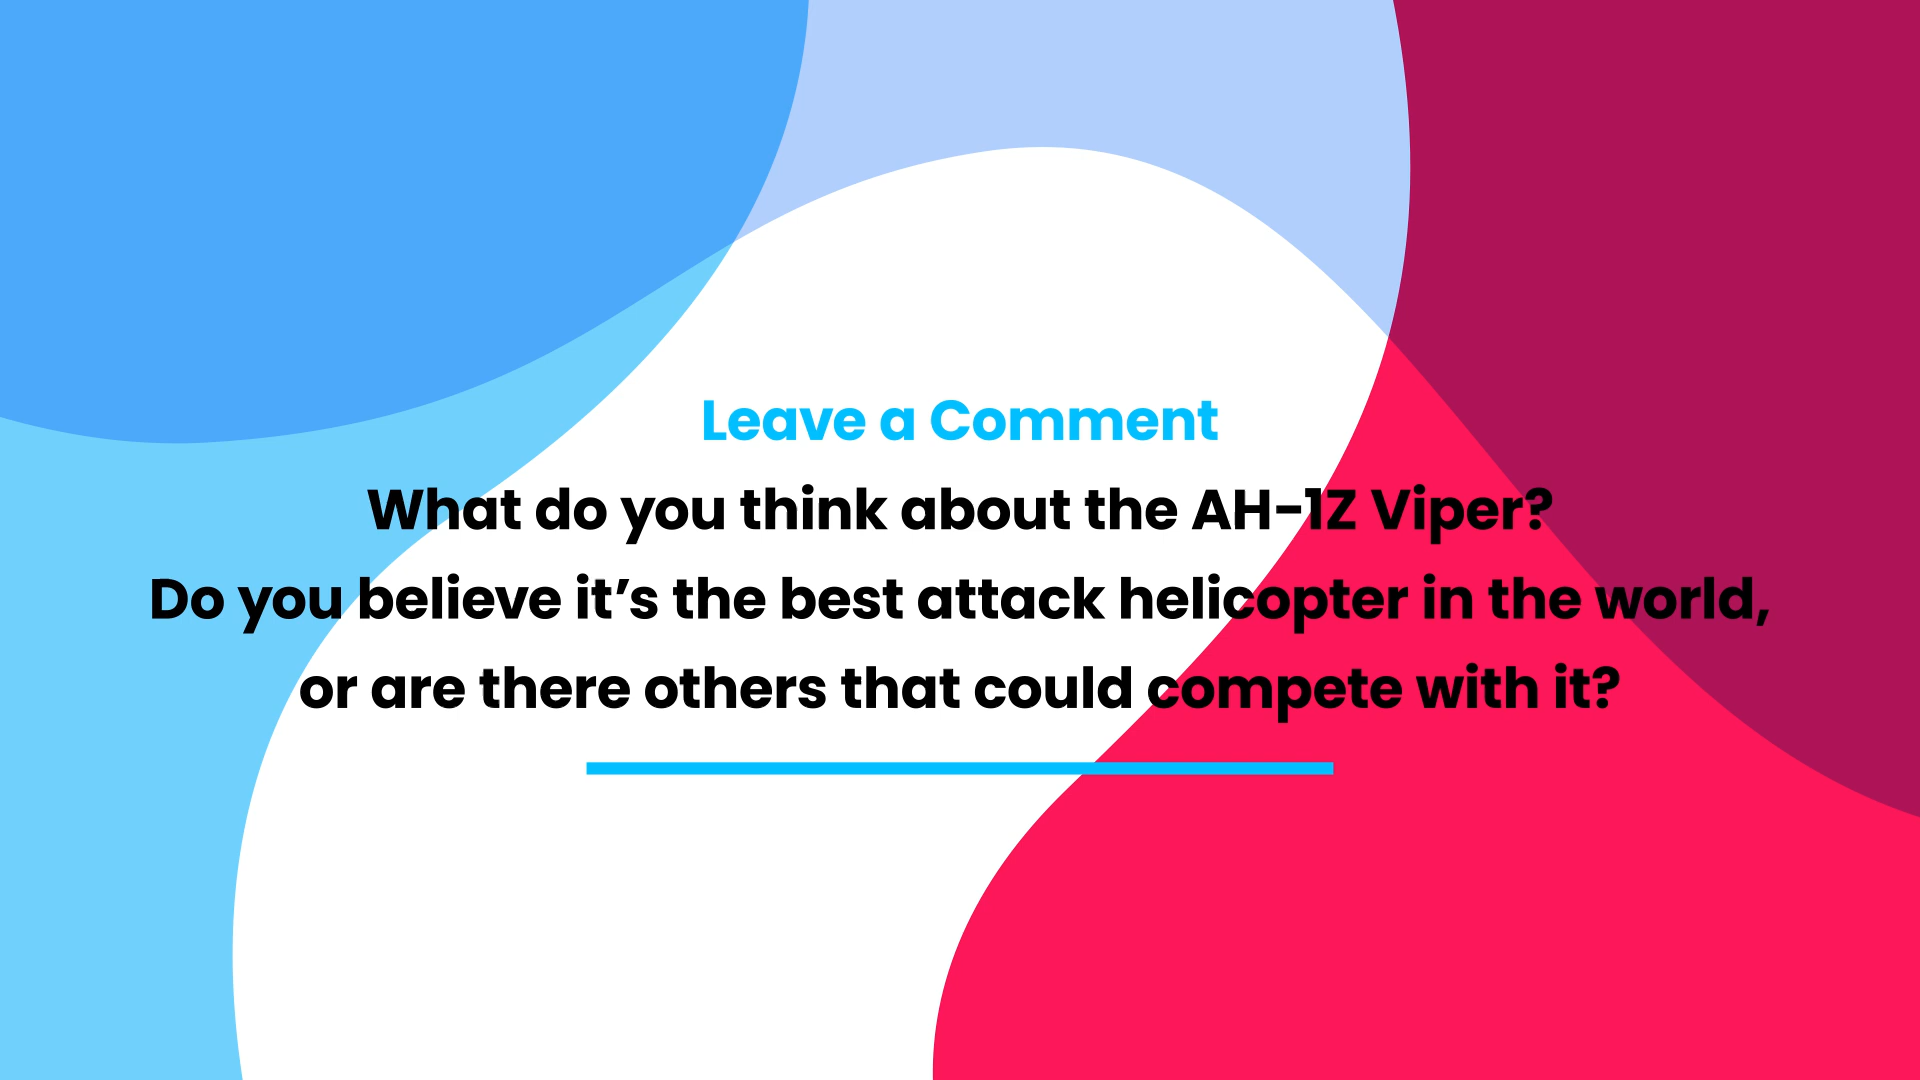 Leave a Comment
What do you think about the AH-1Z Viper?
Do you believe it’s the best attack helicopter in the world,
or are there others that could compete with it?